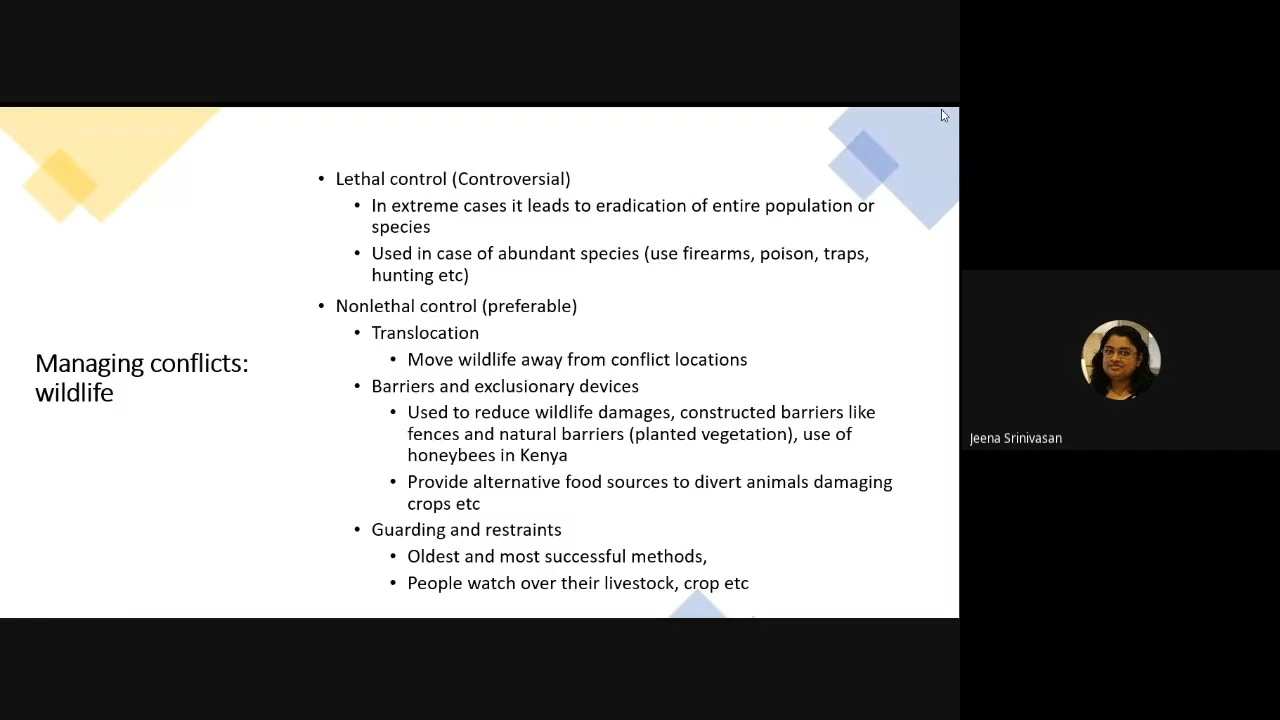 Managing conflicts:
wildlife
• Lethal control (Controversial)
• In extreme cases it leads to eradication of entire population or
species
• Used in case of abundant species (use firearms, poison, traps,
hunting etc)
• Nonlethal control (preferable)
• Translocation
• Move wildlife away from conflict locations
• Barriers and exclusionary devices
• Used to reduce wildlife damages, constructed barriers like
fences and natural barriers (planted vegetation), use of
honeybees in Kenya
• Provide alternative food sources to divert animals damaging
crops etc
• Guarding and restraints
• Oldest and most successful methods,
• People watch over their livestock, crop etc
Jeena Srinivasan